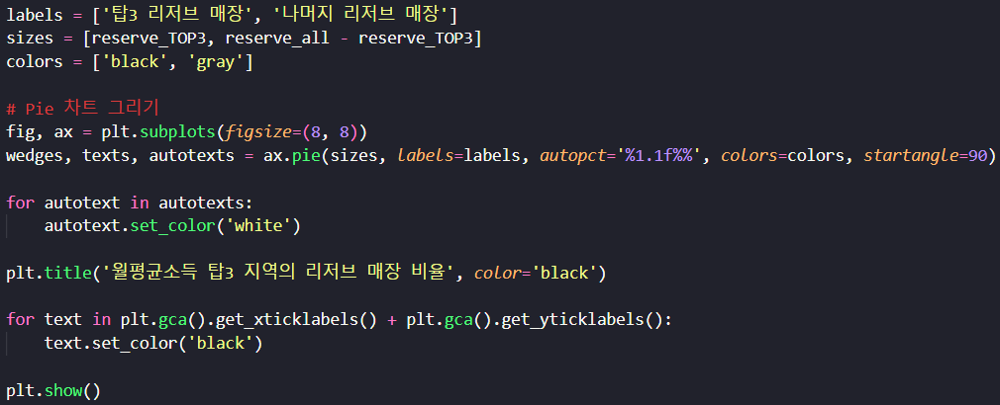 labels = ['탑3 리저브 매장', '나머지 리저브 매장']
sizes = [reserve_TOP3, reserve_all - reserve_TOP3]
colors = ['black', 'gray']
# Pie 차트 그리기
fig, ax = plt.subplots(figsize=(8, 8))
wedges, texts, autotexts = ax.pie(sizes, labels=labels, autopct='%1.1f%%', colors=colors, startangle=90)
for autotext in autotexts:
    autotext.set_color('white')
plt.title('월평균소득 탑3 지역의 리저브 매장 비율', color='black')
for text in plt.gca().get_xticklabels() + plt.gca().get_yticklabels():
    text.set_color('black')
plt.show()